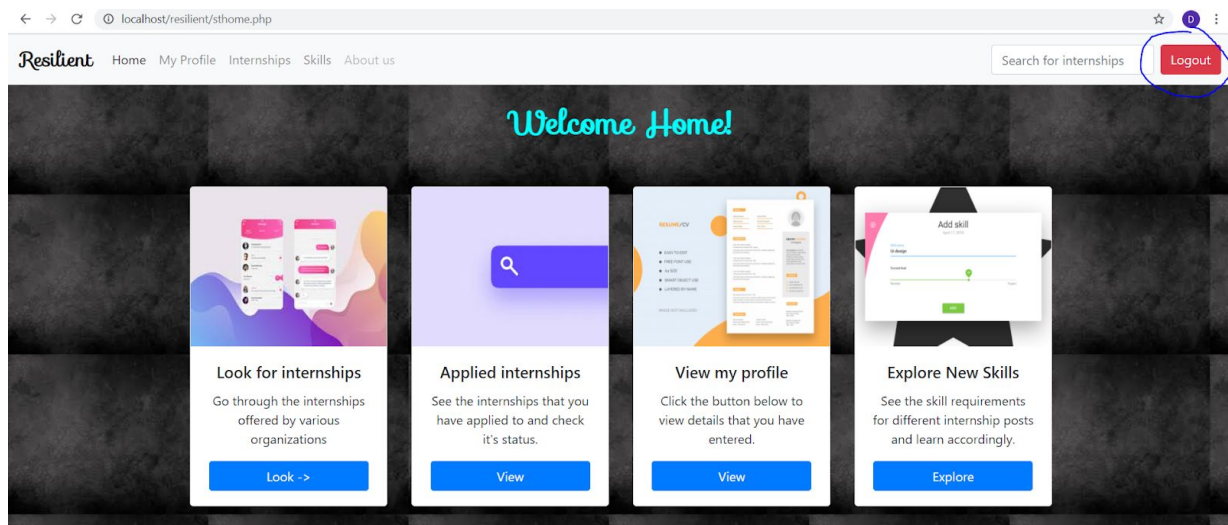 localhost/resilient/sthome.php
D
Resilient Home My Profile Internships Skills About us Search for internships Logout
Welcome Home!
RESUME/CV
Add skill
UI design
Look for internships
Go through the internships
offered by various
organizations
Look ->
Applied internships
See the internships that you
have applied to and check
it's status.
View
View my profile
Click the button below to
view details that you have
entered.
View
Explore New Skills
See the skill requirements
for different internship posts
and learn accordingly.
Explore